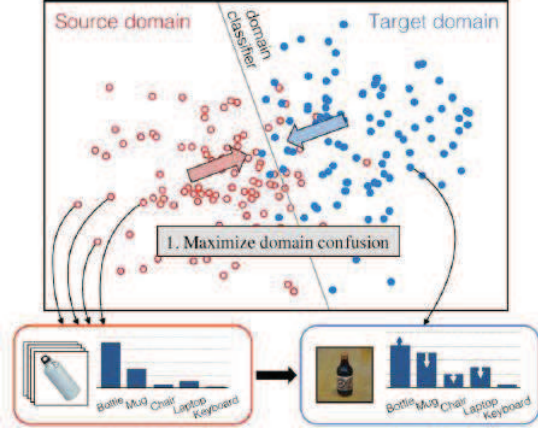 Source domain
domain
classifier
Target domain
1. Maximize domain confusion
Bottle
Mug
Chair
Laptop
Keyboard
Bottle
Mug
Chair
Laptop
Keyboard